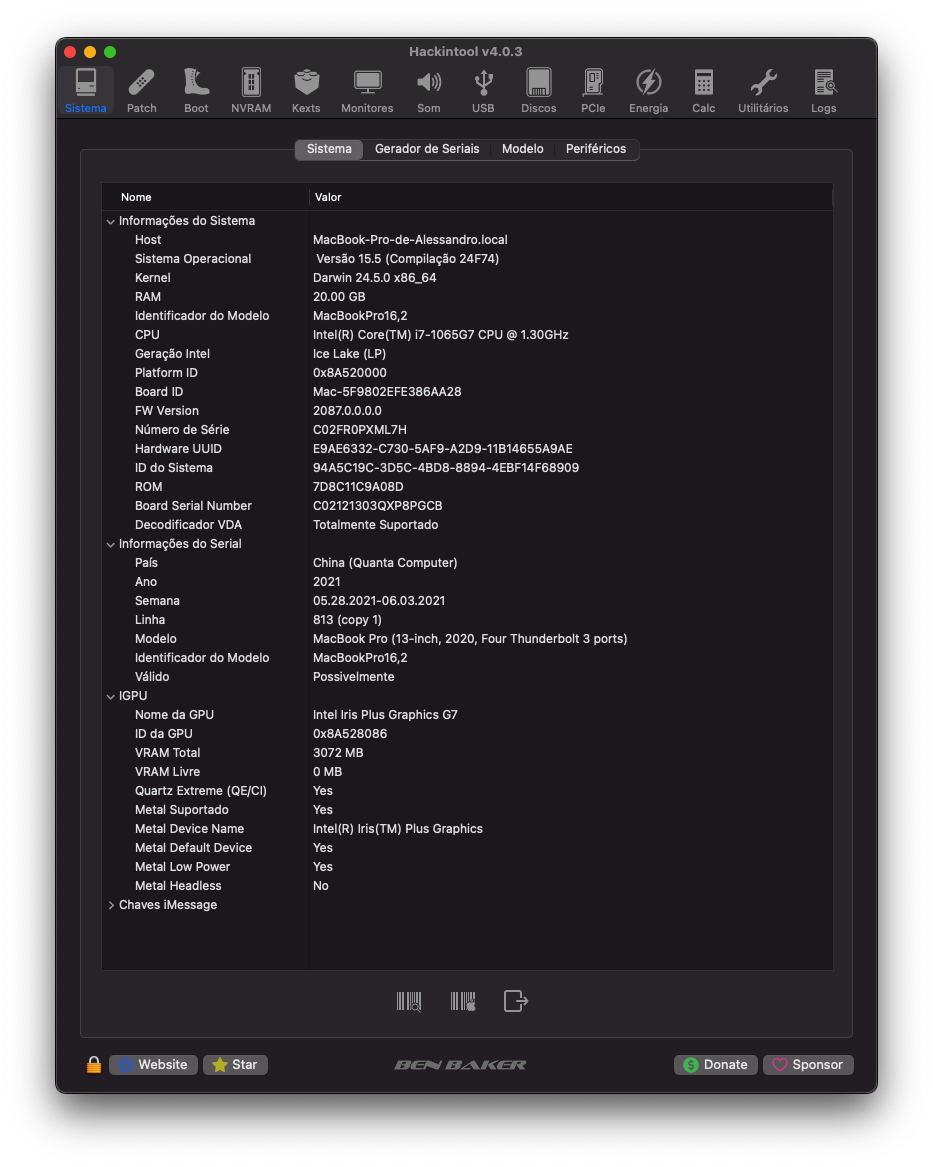 Hackintool v4.0.3
Sistema Patch Boot NVRAM Kexts Monitores Som USB Discos PCIe Energia Calc Utilitários Logs
Sistema Gerador de Seriais Modelo Periféricos
Nome Valor
Informações do Sistema
Host MacBook-Pro-de-Alessandro.local
Sistema Operacional Versão 15.5 (Compilação 24F74)
Kernel Darwin 24.5.0 x86_64
RAM 20.00 GB
Identificador do Modelo MacBookPro16,2
CPU Intel(R) Core(TM) i7-1065G7 CPU @ 1.30GHz
Geração Intel Ice Lake (LP)
Platform ID 0x8A520000
Board ID Mac-5F9802EFE386AA28
FW Version 2087.0.0.0.0
Número de Série C02FR0PXML7H
Hardware UUID E9AE6332-C730-5AF9-A2D9-11B14655A9AE
ID do Sistema 94A5C19C-3D5C-4BD8-8894-4EBF14F68909
ROM 7D8C11C9A08D
Board Serial Number C02121303QXP8PGCB
Decodificador VDA Totalmente Suportado
Informações do Serial
País China (Quanta Computer)
Ano 2021
Semana 05.28.2021-06.03.2021
Linha 813 (copy 1)
Modelo MacBook Pro (13-inch, 2020, Four Thunderbolt 3 ports)
Identificador do Modelo MacBookPro16,2
Válido Possivelmente
IGPU
Nome da GPU Intel Iris Plus Graphics G7
ID da GPU 0x8A528086
VRAM Total 3072 MB
VRAM Livre 0 MB
Quartz Extreme (QE/CI) Yes
Metal Suportado Yes
Metal Device Name Intel(R) Iris(TM) Plus Graphics
Metal Default Device Yes
Metal Low Power Yes
Metal Headless No
Chaves iMessage
Website Star BEN BAKER Donate Sponsor